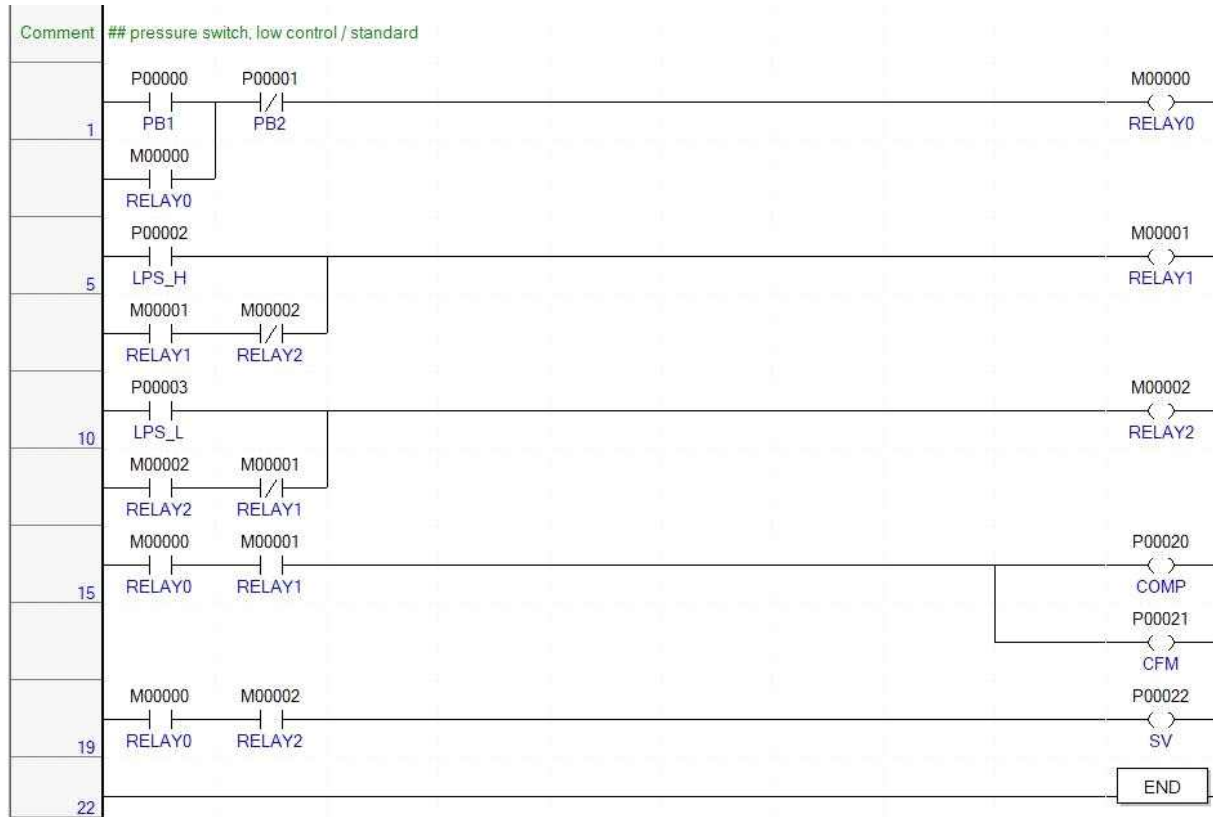 Comment ## pressure switch, low control / standard
P00000 P00001 M00000
PB1 PB2 RELAY0
1
M00000
RELAY0
P00002 M00001
LPS_H RELAY1
5
M00001 M00002
RELAY1 RELAY2
P00003 M00002
LPS_L RELAY2
10
M00002 M00001
RELAY2 RELAY1
M00000 M00001 P00020
RELAY0 RELAY1 COMP
15
P00021
CFM
M00000 M00002 P00022
RELAY0 RELAY2 SV
19
END
22